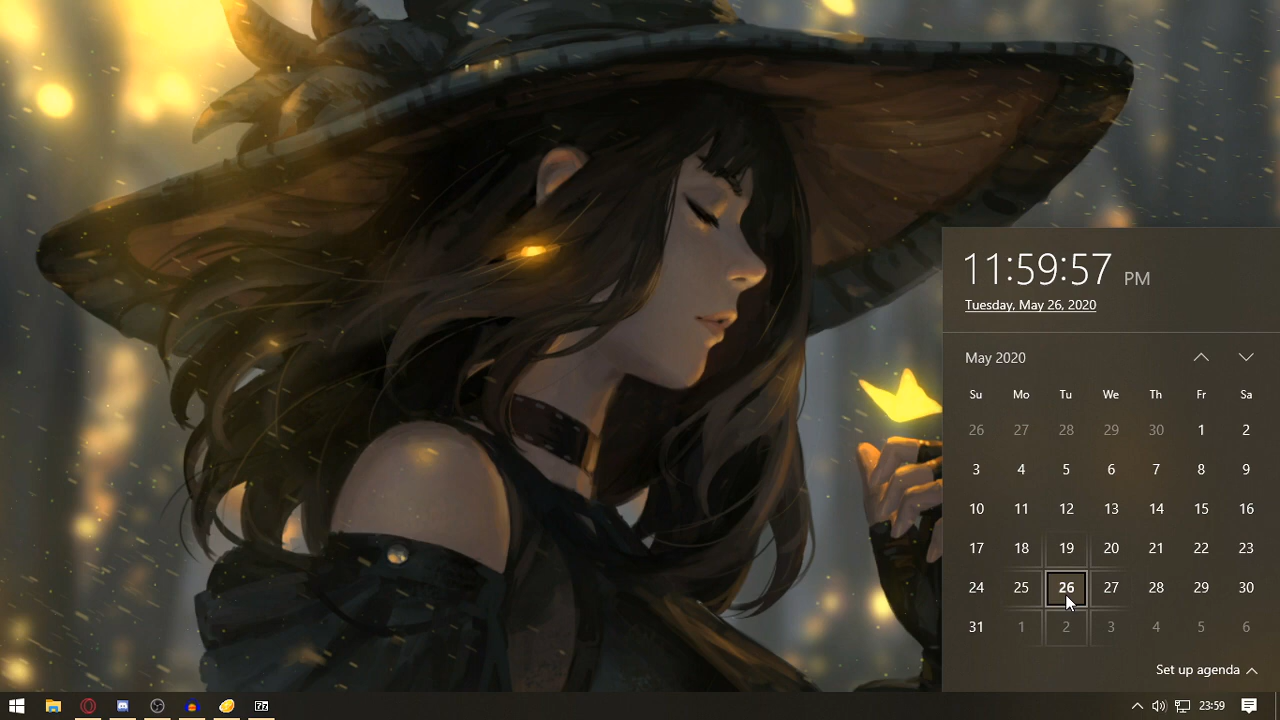 11:59:57 PM
Tuesday, May 26, 2020
May 2020
Su Mo Tu We Th Fr Sa
26 27 28 29 30 1 2
3 4 5 6 7 8 9
10 11 12 13 14 15 16
17 18 19 20 21 22 23
24 25 26 27 28 29 30
31 1 2 3 4 5 6
Set up agenda
7z 23:59